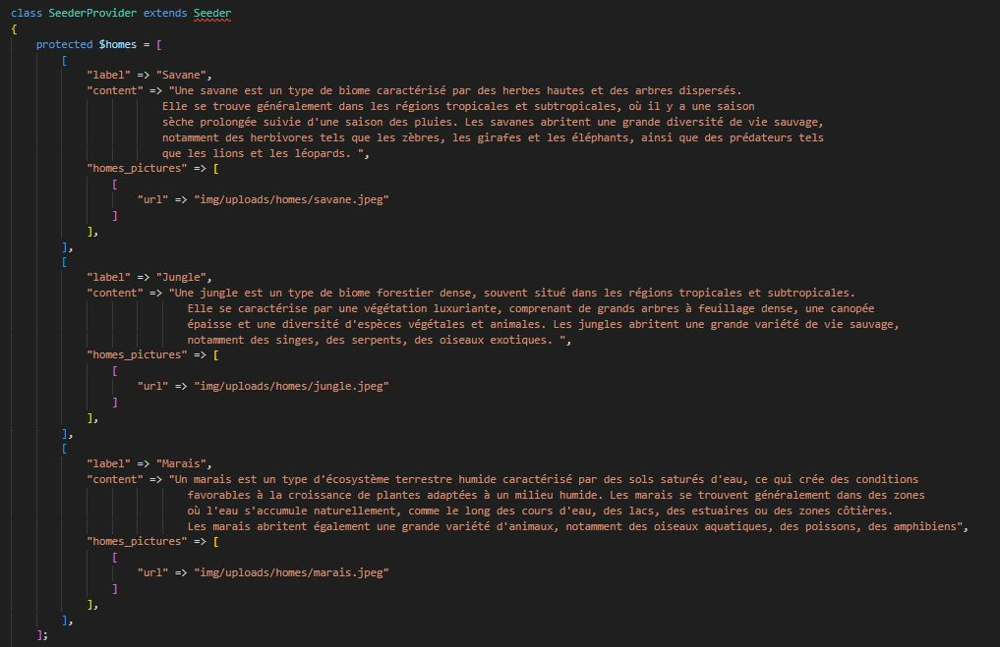 class SeederProvider extends Seeder
{
    protected $homes = [
        [
            "label" => "Savane",
            "content" => "Une savane est un type de biome caractérisé par des herbes hautes et des arbres dispersés.
                        Elle se trouve généralement dans les régions tropicales et subtropicales, où il y a une saison
                        sèche prolongée suivie d'une saison des pluies. Les savanes abritent une grande diversité de vie sauvage,
                        notamment des herbivores tels que les zèbres, les girafes et les éléphants, ainsi que des prédateurs tels
                        que les lions et les léopards. ",
            "homes_pictures" => [
                [
                    "url" => "img/uploads/homes/savane.jpeg"
                ]
            ],
        ],
        [
            "label" => "Jungle",
            "content" => "Une jungle est un type de biome forestier dense, souvent situé dans les régions tropicales et subtropicales.
                            Elle se caractérise par une végétation luxuriante, comprenant de grands arbres à feuillage dense, une canopée
                            épaisse et une diversité d'espèces végétales et animales. Les jungles abritent une grande variété de vie sauvage,
                            notamment des singes, des serpents, des oiseaux exotiques. ",
            "homes_pictures" => [
                [
                    "url" => "img/uploads/homes/jungle.jpeg"
                ]
            ],
        ],
        [
            "label" => "Marais",
            "content" => "Un marais est un type d'écosystème terrestre humide caractérisé par des sols saturés d'eau, ce qui crée des conditions
                            favorables à la croissance de plantes adaptées à un milieu humide. Les marais se trouvent généralement dans des zones
                            où l'eau s'accumule naturellement, comme le long des cours d'eau, des lacs, des estuaires ou des zones côtières.
                            Les marais abritent également une grande variété d'animaux, notamment des oiseaux aquatiques, des poissons, des amphibiens",
            "homes_pictures" => [
                [
                    "url" => "img/uploads/homes/marais.jpeg"
                ]
            ],
        ],
    ];